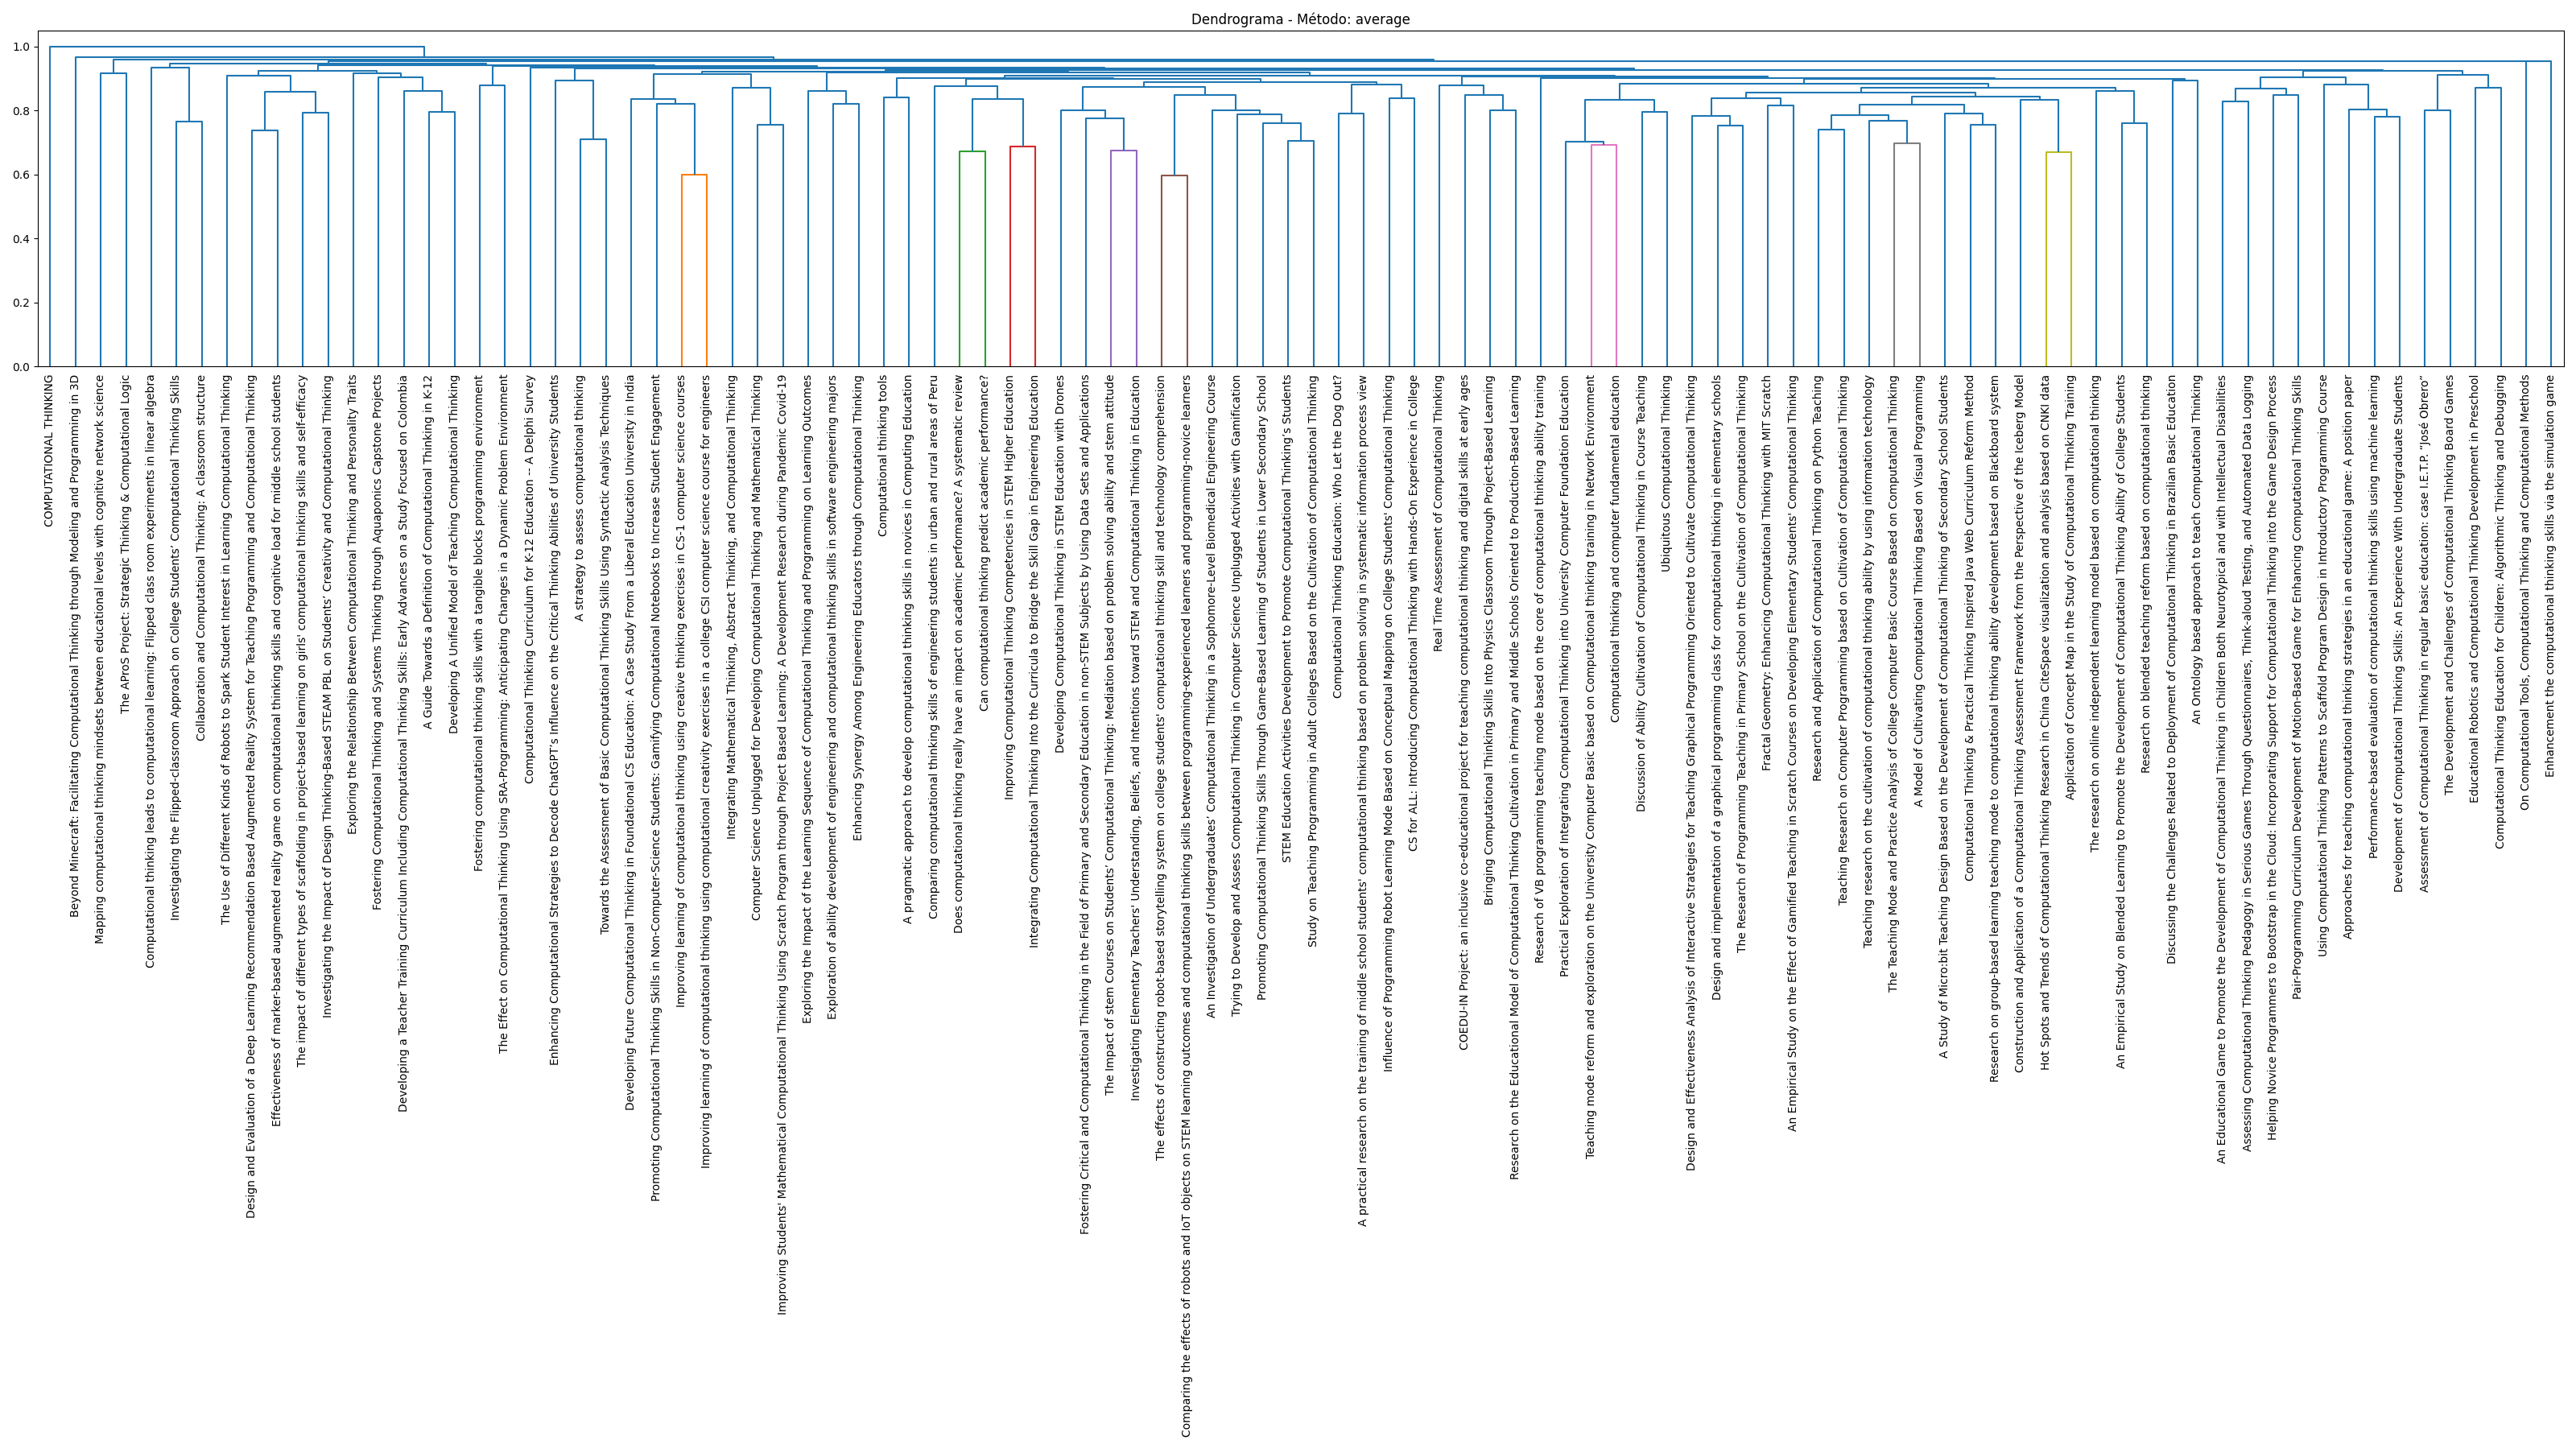 Dendrograma - Método: average
1.0
0.8
0.6
0.4
0.2
0.0
COMPUTATIONAL THINKING
Beyond Minecraft: Facilitating Computational Thinking through Modeling and Programming in 3D
Mapping computational thinking mindsets between educational levels with cognitive network science
The AProS Project: Strategic Thinking & Computational Logic
Computational thinking leads to computational learning: Flipped class room experiments in linear algebra
Investigating the Flipped-classroom Approach on College Students’ Computational Thinking Skills
Collaboration and Computational Thinking: A classroom structure
The Use of Different Kinds of Robots to Spark Student Interest in Learning Computational Thinking
Design and Evaluation of a Deep Learning Recommendation Based Augmented Reality System for Teaching Programming and Computational Thinking
Effectiveness of marker-based augmented reality game on computational thinking skills and cognitive load for middle school students
The impact of different types of scaffolding in project-based learning on girls' computational thinking skills and self-efficacy
Investigating the Impact of Design Thinking-Based STEAM PBL on Students’ Creativity and Computational Thinking
Exploring the Relationship Between Computational Thinking and Personality Traits
Fostering Computational Thinking and Systems Thinking through Aquaponics Capstone Projects
Developing a Teacher Training Curriculum Including Computational Thinking Skills: Early Advances on a Study Focused on Colombia
A Guide Towards a Definition of Computational Thinking in K-12
Developing A Unified Model of Teaching Computational Thinking
Fostering computational thinking skills with a tangible blocks programming environment
The Effect on Computational Thinking Using SRA-Programming: Anticipating Changes in a Dynamic Problem Environment
Computational Thinking Curriculum for K-12 Education -- A Delphi Survey
Enhancing Computational Strategies to Decode ChatGPT’s Influence on the Critical Thinking Abilities of University Students
A strategy to assess computational thinking
Towards the Assessment of Basic Computational Thinking Skills Using Syntactic Analysis Techniques
Developing Future Computational Thinking in Foundational CS Education: A Case Study From a Liberal Education University in India
Promoting Computational Thinking Skills in Non-Computer-Science Students: Gamifying Computational Notebooks to Increase Student Engagement
Improving learning of computational thinking using creative thinking exercises in CS-1 computer science courses
Improving learning of computational thinking using computational creativity exercises in a college CSI computer science course for engineers
Integrating Mathematical Thinking, Abstract Thinking, and Computational Thinking
Computer Science Unplugged for Developing Computational Thinking and Mathematical Thinking
Improving Students' Mathematical Computational Thinking Using Scratch Program through Project Based Learning: A Development Research during Pandemic Covid-19
Exploring the Impact of the Learning Sequence of Computational Thinking and Programming on Learning Outcomes
Exploration of ability development of engineering and computational thinking skills in software engineering majors
Enhancing Synergy Among Engineering Educators through Computational Thinking
Computational thinking tools
A pragmatic approach to develop computational thinking skills in novices in Computing Education
Comparing computational thinking skills of engineering students in urban and rural areas of Peru
Does computational thinking really have an impact on academic performance? A systematic review
Can computational thinking predict academic performance?
Improving Computational Thinking Competencies in STEM Higher Education
Integrating Computational Thinking Into the Curricula to Bridge the Skill Gap in Engineering Education
Developing Computational Thinking in STEM Education with Drones
Fostering Critical and Computational Thinking in the Field of Primary and Secondary Education in non-STEM Subjects by Using Data Sets and Applications
The Impact of stem Courses on Students’ Computational Thinking: Mediation based on problem solving ability and stem attitude
Investigating Elementary Teachers’ Understanding, Beliefs, and Intentions toward STEM and Computational Thinking in Education
The effects of constructing robot-based storytelling system on college students' computational thinking skill and technology comprehension
Comparing the effects of robots and IoT objects on STEM learning outcomes and computational thinking skills between programming-experienced learners and programming-novice learners
An Investigation of Undergraduates’ Computational Thinking in a Sophomore-Level Biomedical Engineering Course
Trying to Develop and Assess Computational Thinking in Computer Science Unplugged Activities with Gamification
Promoting Computational Thinking Skills Through Game-Based Learning of Students in Lower Secondary School
STEM Education Activities Development to Promote Computational Thinking’s Students
Study on Teaching Programming in Adult Colleges Based on the Cultivation of Computational Thinking
Computational Thinking Education: Who Let the Dog Out?
A practical research on the training of middle school students' computational thinking based on problem solving in systematic information process view
Influence of Programming Robot Learning Mode Based on Conceptual Mapping on College Students' Computational Thinking
CS for ALL: Introducing Computational Thinking with Hands-On Experience in College
Real Time Assessment of Computational Thinking
COEDU-IN Project: an inclusive co-educational project for teaching computational thinking and digital skills at early ages
Bringing Computational Thinking Skills Into Physics Classroom Through Project-Based Learning
Research on the Educational Model of Computational Thinking Cultivation in Primary and Middle Schools Oriented to Production-Based Learning
Research of VB programming teaching mode based on the core of computational thinking ability training
Practical Exploration of Integrating Computational Thinking into University Computer Foundation Education
Teaching mode reform and exploration on the University Computer Basic based on Computational thinking training in Network Environment
Computational thinking and computer fundamental education
Discussion of Ability Cultivation of Computational Thinking in Course Teaching
Ubiquitous Computational Thinking
Design and Effectiveness Analysis of Interactive Strategies for Teaching Graphical Programming Oriented to Cultivate Computational Thinking
Design and implementation of a graphical programming class for computational thinking in elementary schools
The Research of Programming Teaching in Primary School on the Cultivation of Computational Thinking
Fractal Geometry: Enhancing Computational Thinking with MIT Scratch
An Empirical Study on the Effect of Gamified Teaching in Scratch Courses on Developing Elementary Students’ Computational Thinking
Research and Application of Computational Thinking on Python Teaching
Teaching Research on Computer Programming based on Cultivation of Computational Thinking
Teaching research on the cultivation of computational thinking ability by using information technology
The Teaching Mode and Practice Analysis of College Computer Basic Course Based on Computational Thinking
A Model of Cultivating Computational Thinking Based on Visual Programming
A Study of Micro:bit Teaching Design Based on the Development of Computational Thinking of Secondary School Students
Computational Thinking & Practical Thinking Inspired Java Web Curriculum Reform Method
Research on group-based learning teaching mode to computational thinking ability development based on Blackboard system
Construction and Application of a Computational Thinking Assessment Framework from the Perspective of the Iceberg Model
Hot Spots and Trends of Computational Thinking Research in China CiteSpace visualization and analysis based on CNKI data
Application of Concept Map in the Study of Computational Thinking Training
The research on online independent learning model based on computational thinking
An Empirical Study on Blended Learning to Promote the Development of Computational Thinking Ability of College Students
Research on blended teaching reform based on computational thinking
Discussing the Challenges Related to Deployment of Computational Thinking in Brazilian Basic Education
An Ontology based approach to teach Computational Thinking
An Educational Game to Promote the Development of Computational Thinking in Children Both Neurotypical and with Intellectual Disabilities
Assessing Computational Thinking Pedagogy in Serious Games Through Questionnaires, Think-aloud Testing, and Automated Data Logging
Helping Novice Programmers to Bootstrap in the Cloud: Incorporating Support for Computational Thinking into the Game Design Process
Pair-Programming Curriculum Development of Motion-Based Game for Enhancing Computational Thinking Skills
Using Computational Thinking Patterns to Scaffold Program Design in Introductory Programming Course
Approaches for teaching computational thinking strategies in an educational game: A position paper
Performance-based evaluation of computational thinking skills using machine learning
Development of Computational Thinking Skills: An Experience With Undergraduate Students
Assessment of Computational Thinking in regular basic education: case I.E.T.P. “José Obrero”
The Development and Challenges of Computational Thinking Board Games
Educational Robotics and Computational Thinking Development in Preschool
Computational Thinking Education for Children: Algorithmic Thinking and Debugging
On Computational Tools, Computational Thinking and Computational Methods
Enhancement the computational thinking skills via the simulation game